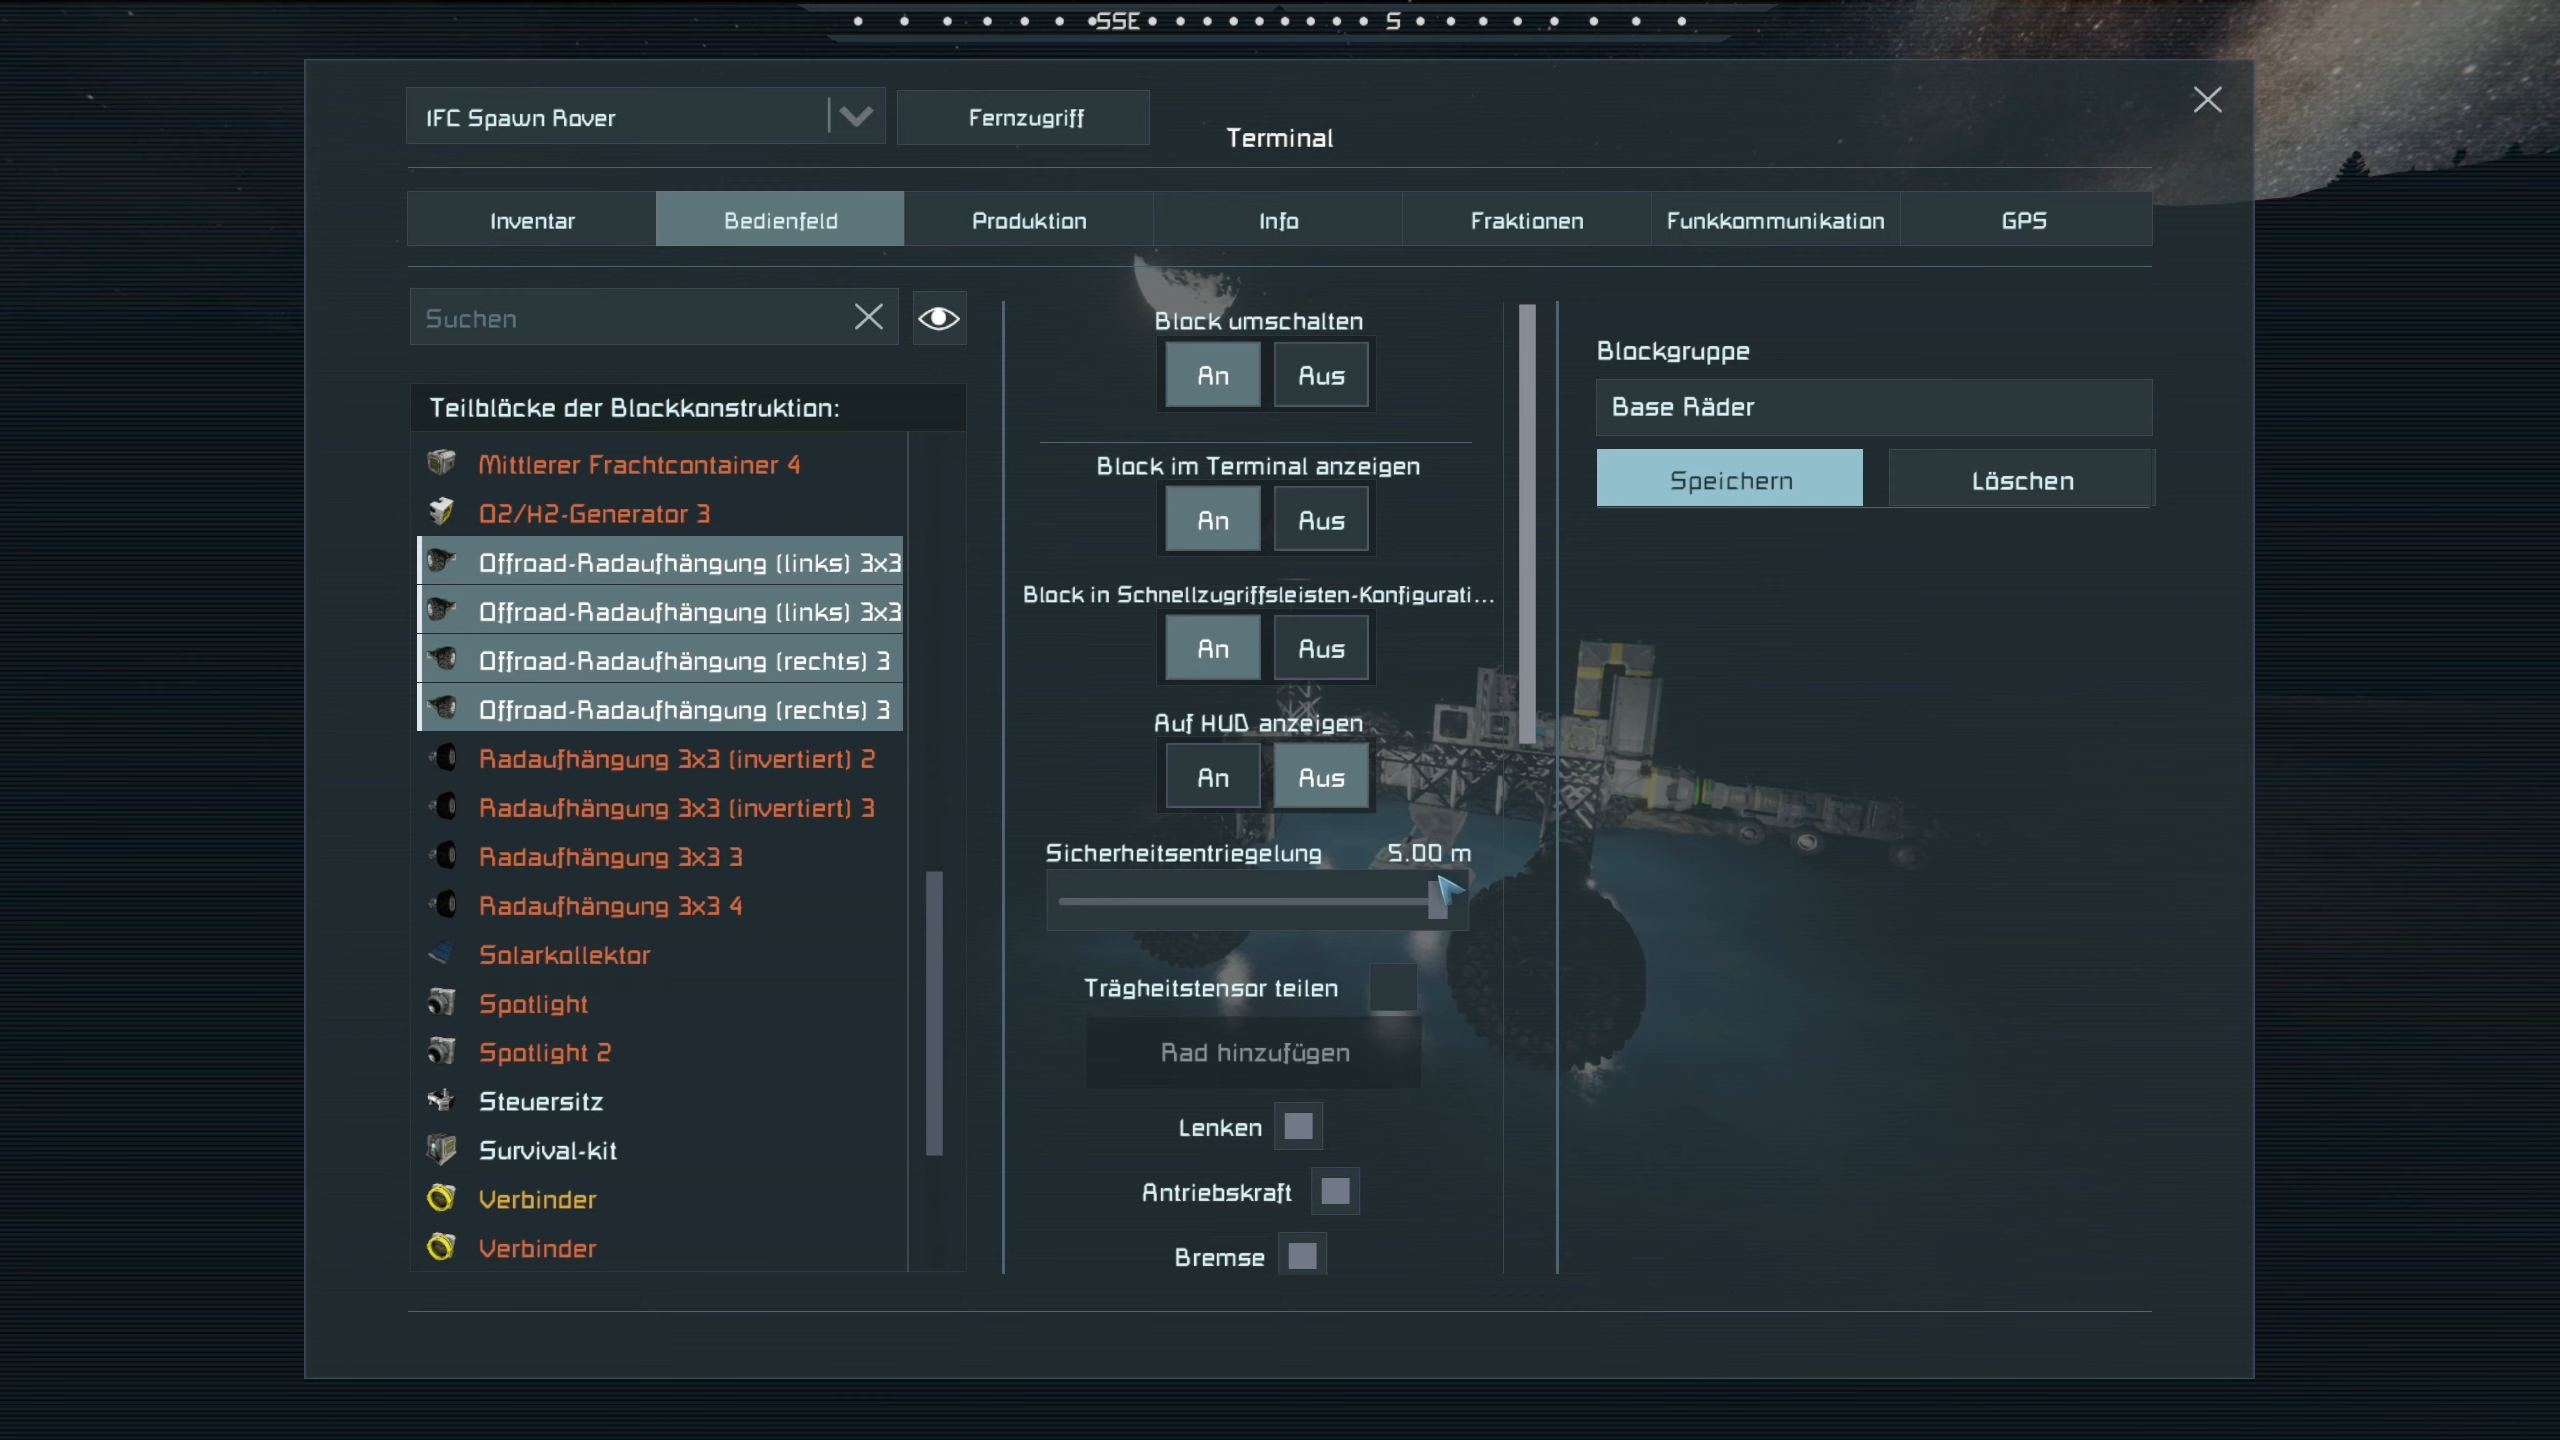 SSE S
IFC Spawn Rover
Fernzugriff
Terminal
Inventar
Bedienfeld
Produktion
Info
Fraktionen
Funkkommunikation
GPS
Suchen
Teilblöcke der Blockkonstruktion:
Mittlerer Frachtcontainer 4
O2/H2-Generator 3
Offroad-Radaufhängung (links) 3x3
Offroad-Radaufhängung (links) 3x3
Offroad-Radaufhängung (rechts) 3
Offroad-Radaufhängung (rechts) 3
Radaufhängung 3x3 (invertiert) 2
Radaufhängung 3x3 (invertiert) 3
Radaufhängung 3x3 3
Radaufhängung 3x3 4
Solarkollektor
Spotlight
Spotlight 2
Steuersitz
Survival-kit
Verbinder
Verbinder
Block umschalten
An Aus
Block im Terminal anzeigen
An Aus
Block in Schnellzugriffsleisten-Konfigurati...
An Aus
Auf HUD anzeigen
An Aus
Sicherheitsentriegelung 5.00 m
Trägheitstensor teilen
Rad hinzufügen
Lenken
Antriebskraft
Bremse
Blockgruppe
Base Räder
Speichern
Löschen